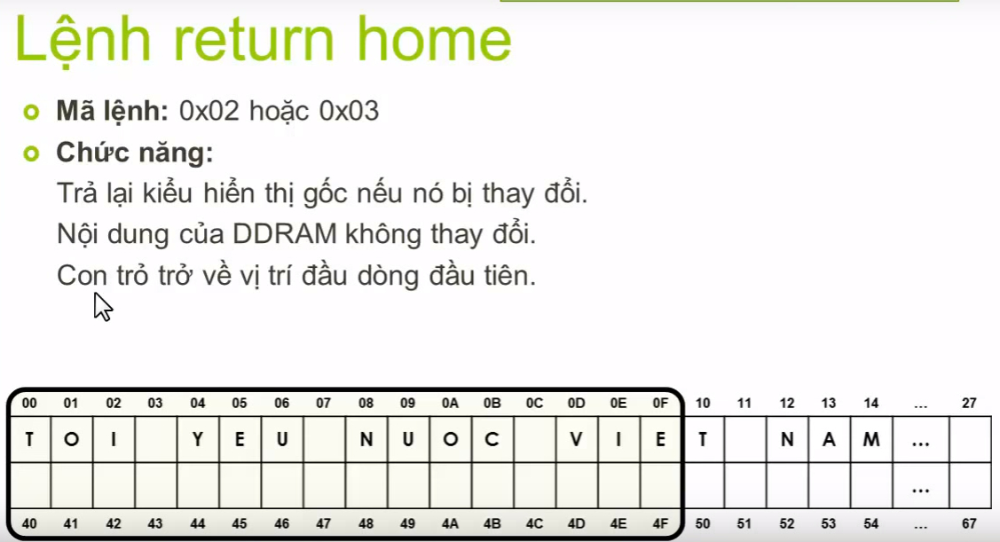 Lệnh return home
Mã lệnh: 0x02 hoặc 0x03
Chức năng:
Trả lại kiểu hiển thị gốc nếu nó bị thay đổi.
Nội dung của DDRAM không thay đổi.
Con trỏ trở về vị trí đầu dòng đầu tiên.
00 01 02 03 04 05 06 07 08 09 0A 0B 0C 0D 0E 0F 10 11 12 13 14 ... 27
T O I Y E U N U O C V I E T N A M ...
...
40 41 42 43 44 45 46 47 48 49 4A 4B 4C 4D 4E 4F 50 51 52 53 54 ... 67